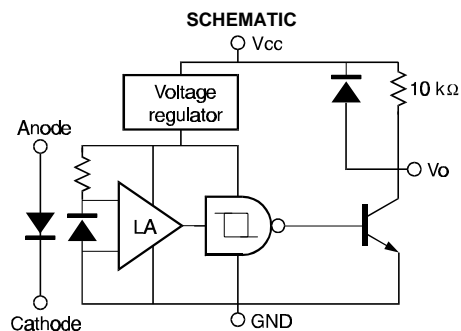 SCHEMATIC
Vcc
Voltage
regulator
10 kΩ
Anode
Vo
LA
Cathode
GND